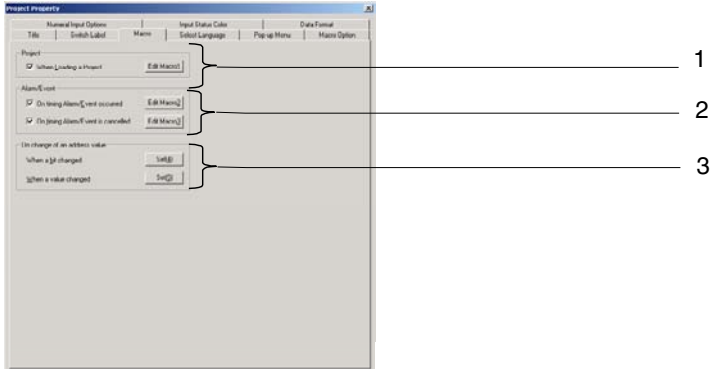 Project Property
Numeral Input Options Input Status Color Data Format
Title Switch Label Macro Select Language Pop-up Menu Macro Option
Project
When Loading a Project Edit Macro1
1
Alarm/Event
On timing Alarm/Event occurred Edit Macro2
2
On timing Alarm/Event is cancelled Edit Macro3
On change of an address value
When a bit changed
3
When a value changed